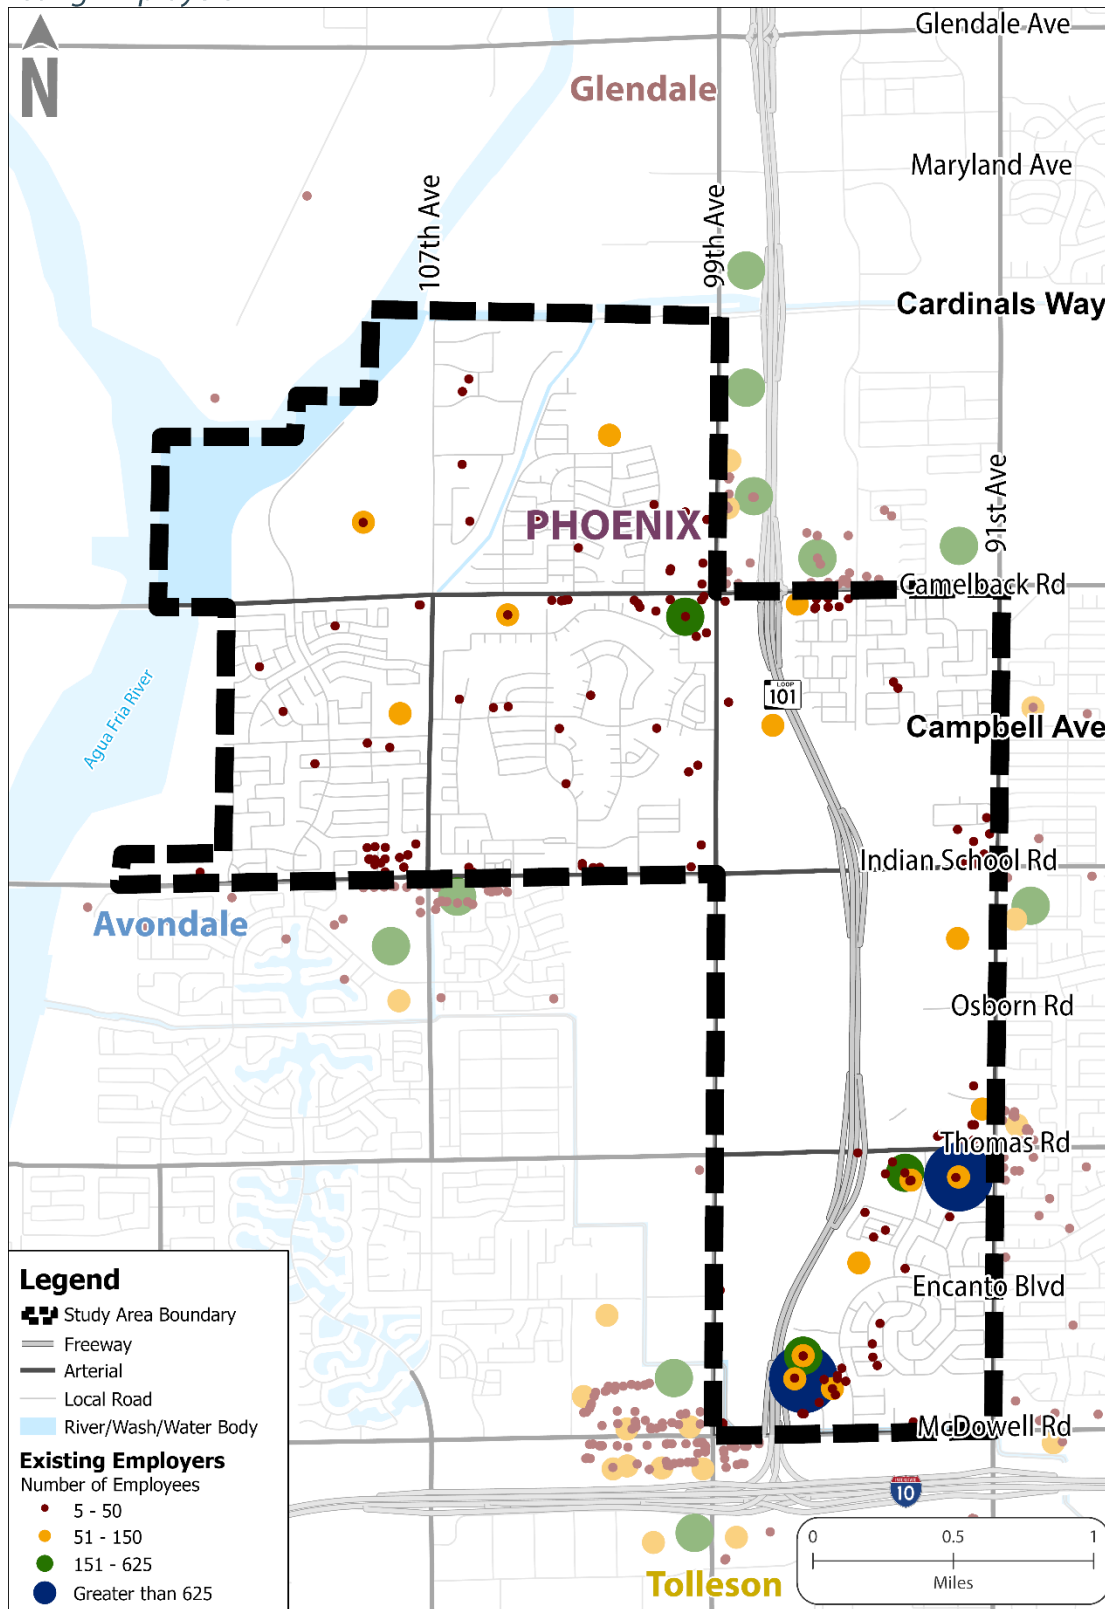 Glendale Ave
N
Glendale
Maryland Ave
107th Ave
99th Ave
Cardinals Way
91st Ave
PHOENIX
Camelback Rd
Agua Fria River
LOOP
101
Campbell Ave
Indian School Rd
Avondale
Osborn Rd
Thomas Rd
Encanto Blvd
McDowell Rd
10
Tolleson
Legend
Study Area Boundary
Freeway
Arterial
Local Road
River/Wash/Water Body
Existing Employers
Number of Employees
5 - 50
51 - 150
151 - 625
Greater than 625
0 0.5 1
Miles